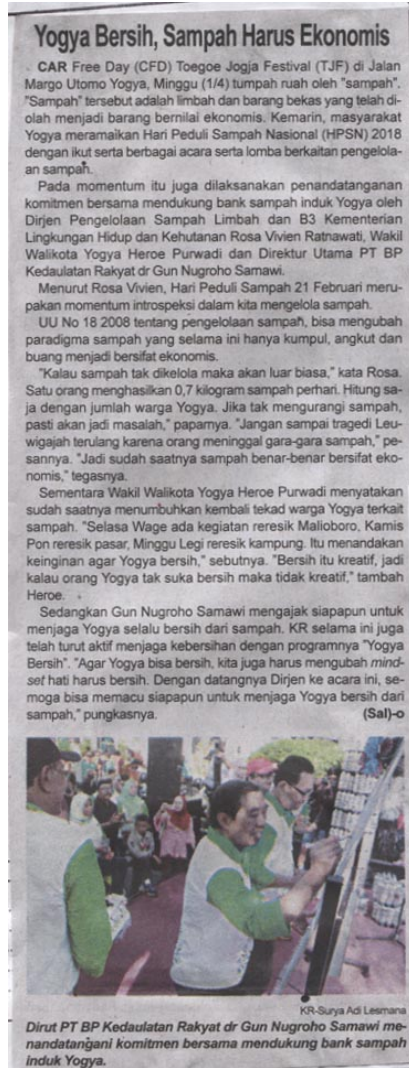 Yogya Bersih, Sampah Harus Ekonomis
CAR Free Day (CFD) Toegoe Jogja Festival (TJF) di Jalan
Margo Utomo Yogya, Minggu (1/4) tumpah ruah oleh "sampah".
"Sampah" tersebut adalah limbah dan barang bekas yang telah di-
olah menjadi barang bernilai ekonomis. Kemarin, masyarakat
Yogya meramaikan Hari Peduli Sampah Nasional (HPSN) 2018
dengan ikut serta berbagai acara serta lomba berkaitan pengelola-
an sampah.
Pada momentum itu juga dilaksanakan penandatanganan
komitmen bersama mendukung bank sampah induk Yogya oleh
Dirjen Pengelolaan Sampah Limbah dan B3 Kementerian
Lingkungan Hidup dan Kehutanan Rosa Vivien Ratnawati, Wakil
Walikota Yogya Heroe Purwadi dan Direktur Utama PT BP
Kedaulatan Rakyat dr Gun Nugroho Samawi.
Menurut Rosa Vivien, Hari Peduli Sampah 21 Februari meru-
pakan momentum introspeksi dalam kita mengelola sampah.
UU No 18 2008 tentang pengelolaan sampah, bisa mengubah
paradigma sampah yang selama ini hanya kumpul, angkut dan
buang menjadi bersifat ekonomis.
"Kalau sampah tak dikelola maka akan luar biasa," kata Rosa.
Satu orang menghasilkan 0,7 kilogram sampah perhari. Hitung sa-
ja dengan jumlah warga Yogya. Jika tak mengurangi sampah,
pasti akan jadi masalah," paparnya. "Jangan sampai tragedi Leu-
wigajah terulang karena orang meninggal gara-gara sampah," pe-
sannya. "Jadi sudah saatnya sampah benar-benar bersifat eko-
nomis," tegasnya.
Sementara Wakil Walikota Yogya Heroe Purwadi menyatakan
sudah saatnya menumbuhkan kembali tekad warga Yogya terkait
sampah. "Selasa Wage ada kegiatan reresik Malioboro, Kamis
Pon reresik pasar, Minggu Legi reresik kampung. Itu menandakan
keinginan agar Yogya bersih," sebutnya. "Bersih itu kreatif, jadi
kalau orang Yogya tak suka bersih maka tidak kreatif," tambah
Heroe.
Sedangkan Gun Nugroho Samawi mengajak siapapun untuk
menjaga Yogya selalu bersih dari sampah. KR selama ini juga
telah turut aktif menjaga kebersihan dengan programnya "Yogya
Bersih". "Agar Yogya bisa bersih, kita juga harus mengubah mind-
set hati harus bersih. Dengan datangnya Dirjen ke acara ini, se-
moga bisa memacu siapapun untuk menjaga Yogya bersih dari
sampah," pungkasnya. (Sal)-o
KR-Surya Adi Lesmana
Dirut PT BP Kedaulatan Rakyat dr Gun Nugroho Samawi me-
nandatangani komitmen bersama mendukung bank sampah
induk Yogya.